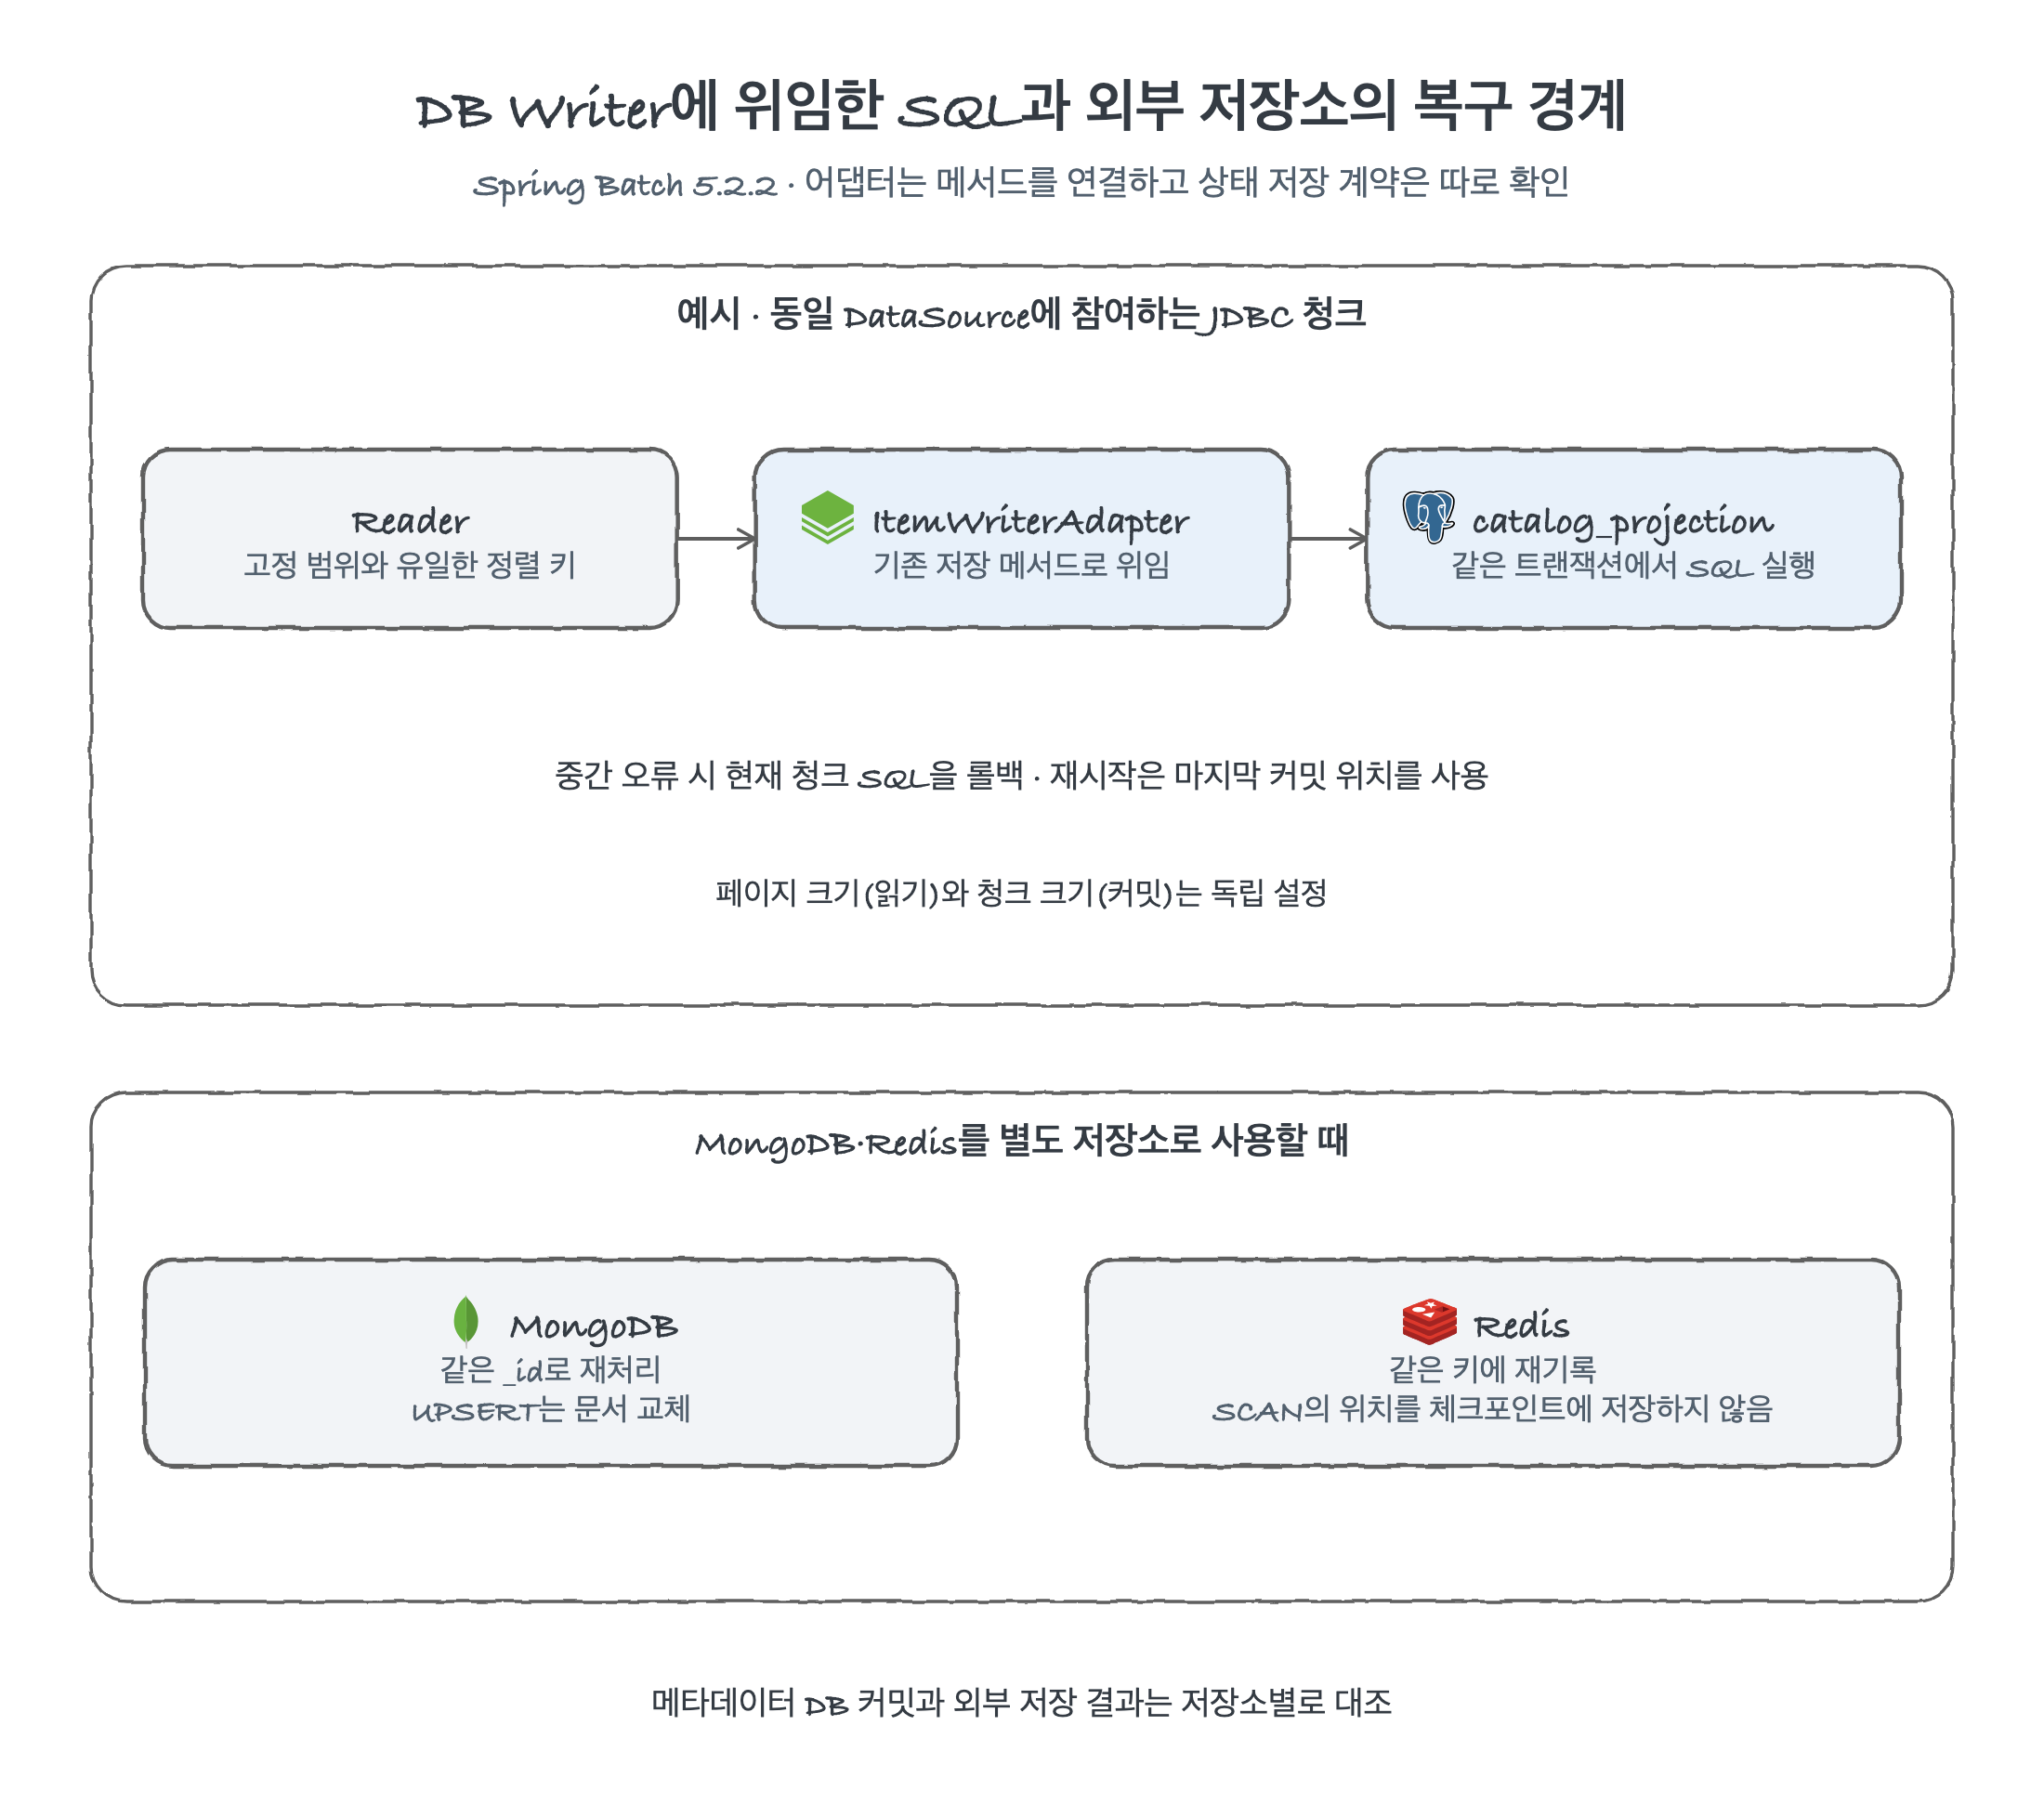 DB Writer에 위임한 SQL과 외부 저장소의 복구 경계
Spring Batch 5.2.2 · 어댑터는 메서드를 연결하고 상태 저장 계약은 따로 확인
예시 · 동일 DataSource에 참여하는 JDBC 청크
Reader
고정 범위와 유일한 정렬 키
ItemWriterAdapter
기존 저장 메서드로 위임
catalog_projection
같은 트랜잭션에서 SQL 실행
중간 오류 시 현재 청크 SQL을 롤백 · 재시작은 마지막 커밋 위치를 사용
페이지 크기(읽기)와 청크 크기(커밋)는 독립 설정
MongoDB·Redis를 별도 저장소로 사용할 때
MongoDB
같은 _id로 재처리
UPSERT는 문서 교체
Redis
같은 키에 재기록
SCAN의 위치를 체크포인트에 저장하지 않음
메타데이터 DB 커밋과 외부 저장 결과는 저장소별로 대조